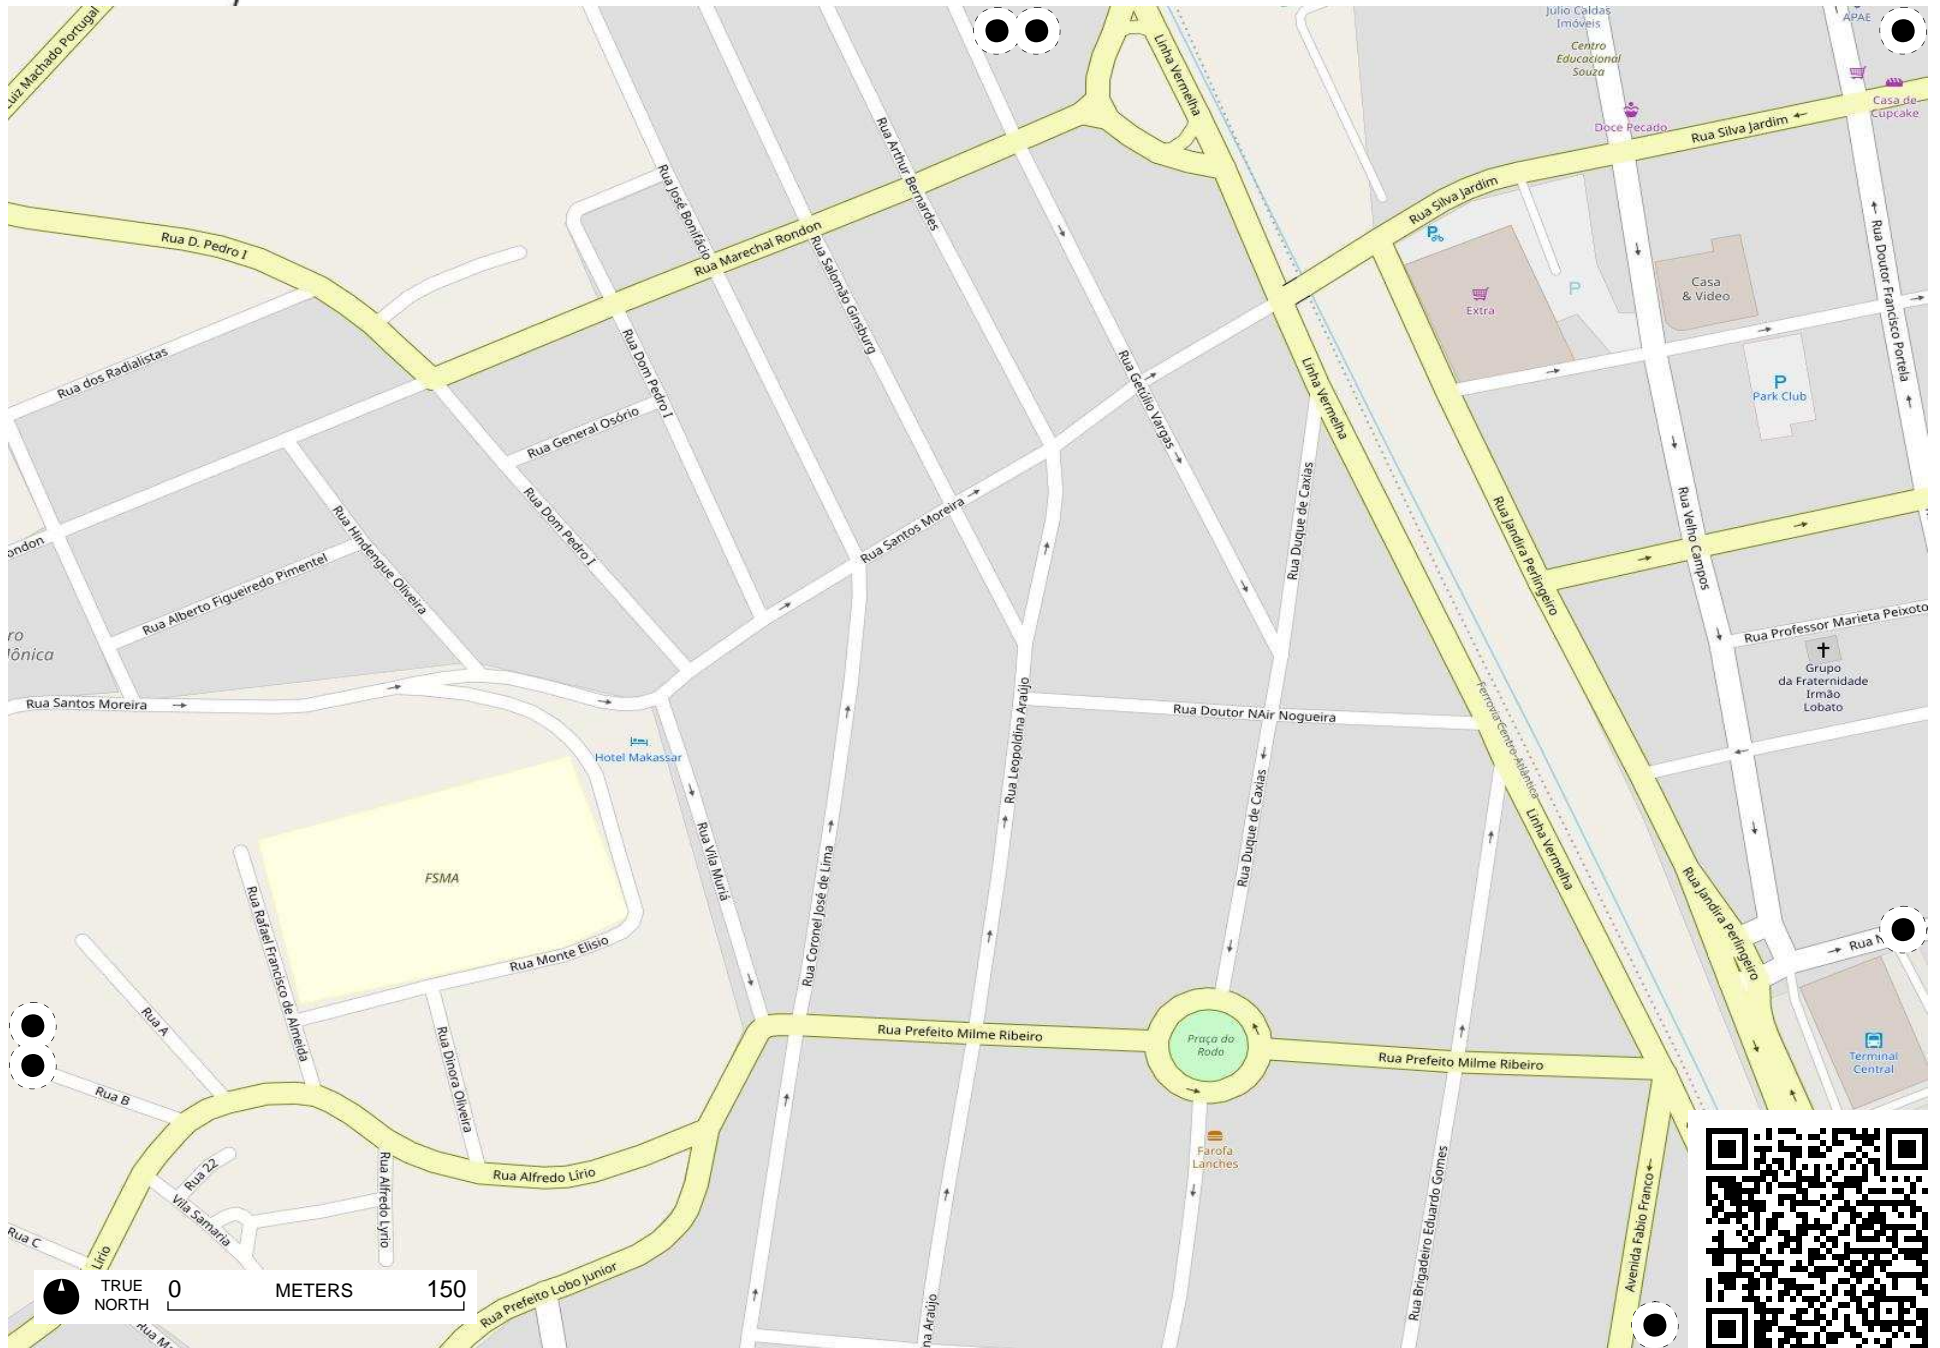 Linha Vermelha
Julio Caldas
Imóveis
Centro
Educacional
Souza
APAE
Casa de
Cupcake
Doce Pecado
Rua Silva Jardim
Rua Arthur Bernardes
Rua José Bonifácio
Rua Silva Jardim
Rua D. Pedro I
Rua Marechal Rondon
Rua Salomão Ginsburg
P
Rua Doutor Francisco Portela
Casa
& Video
P
Extra
Rua dos Radialistas
Rua Dom Pedro I
Rua Getúlio Vargas
Linha Vermelha
P
Park Club
Rua General Osório
Rua Dom Pedro I
Rua Hindengue Oliveira
Rua Santos Moreira
Rua Duque de Caxias
Rua Jandira Perlingeiro
Rua Velho Campos
ondon
Rua Alberto Figueiredo Pimentel
Rua Professor Marieta Peixoto
Grupo
da Fraternidade
Irmão
Lobato
ro
lônica
Rua Santos Moreira
Rua Doutor NAir Nogueira
Ferrovia Centro Atlântica
Rua Leopoldina Araújo
Hotel Makassar
Rua Vila Muriá
Rua Duque de Caxias
Linha Vermelha
FSMA
Rua Coronel José de Lima
Rua Jandira Perlingeiro
Rua Rafael Francisco de Almeida
Rua Monte Elisio
Rua
Rua A
Rua Dinora Oliveira
Rua Prefeito Milme Ribeiro
Praça do
Rodo
Rua Prefeito Milme Ribeiro
Terminal
Central
Rua B
Farofa
Lanches
Rua Alfredo Lírio
Rua 22
Vila Samaria
Rua Alfredo Lyrio
Rua Brigadeiro Eduardo Gomes
Avenida Fabio Franco
Rua C
Lírio
TRUE
NORTH
0 METERS 150
Rua Prefeito Lobo Junior
na Araújo